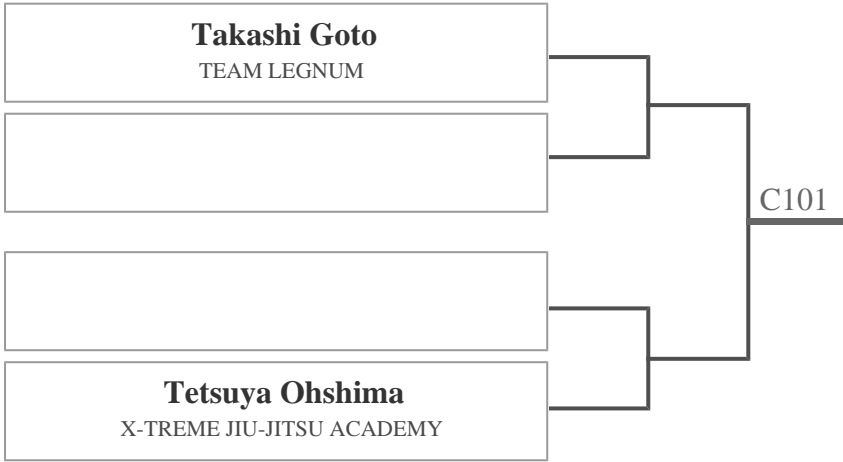 Takashi Goto
TEAM LEGNUM
C101
Tetsuya Ohshima
X-TREME JIU-JITSU ACADEMY